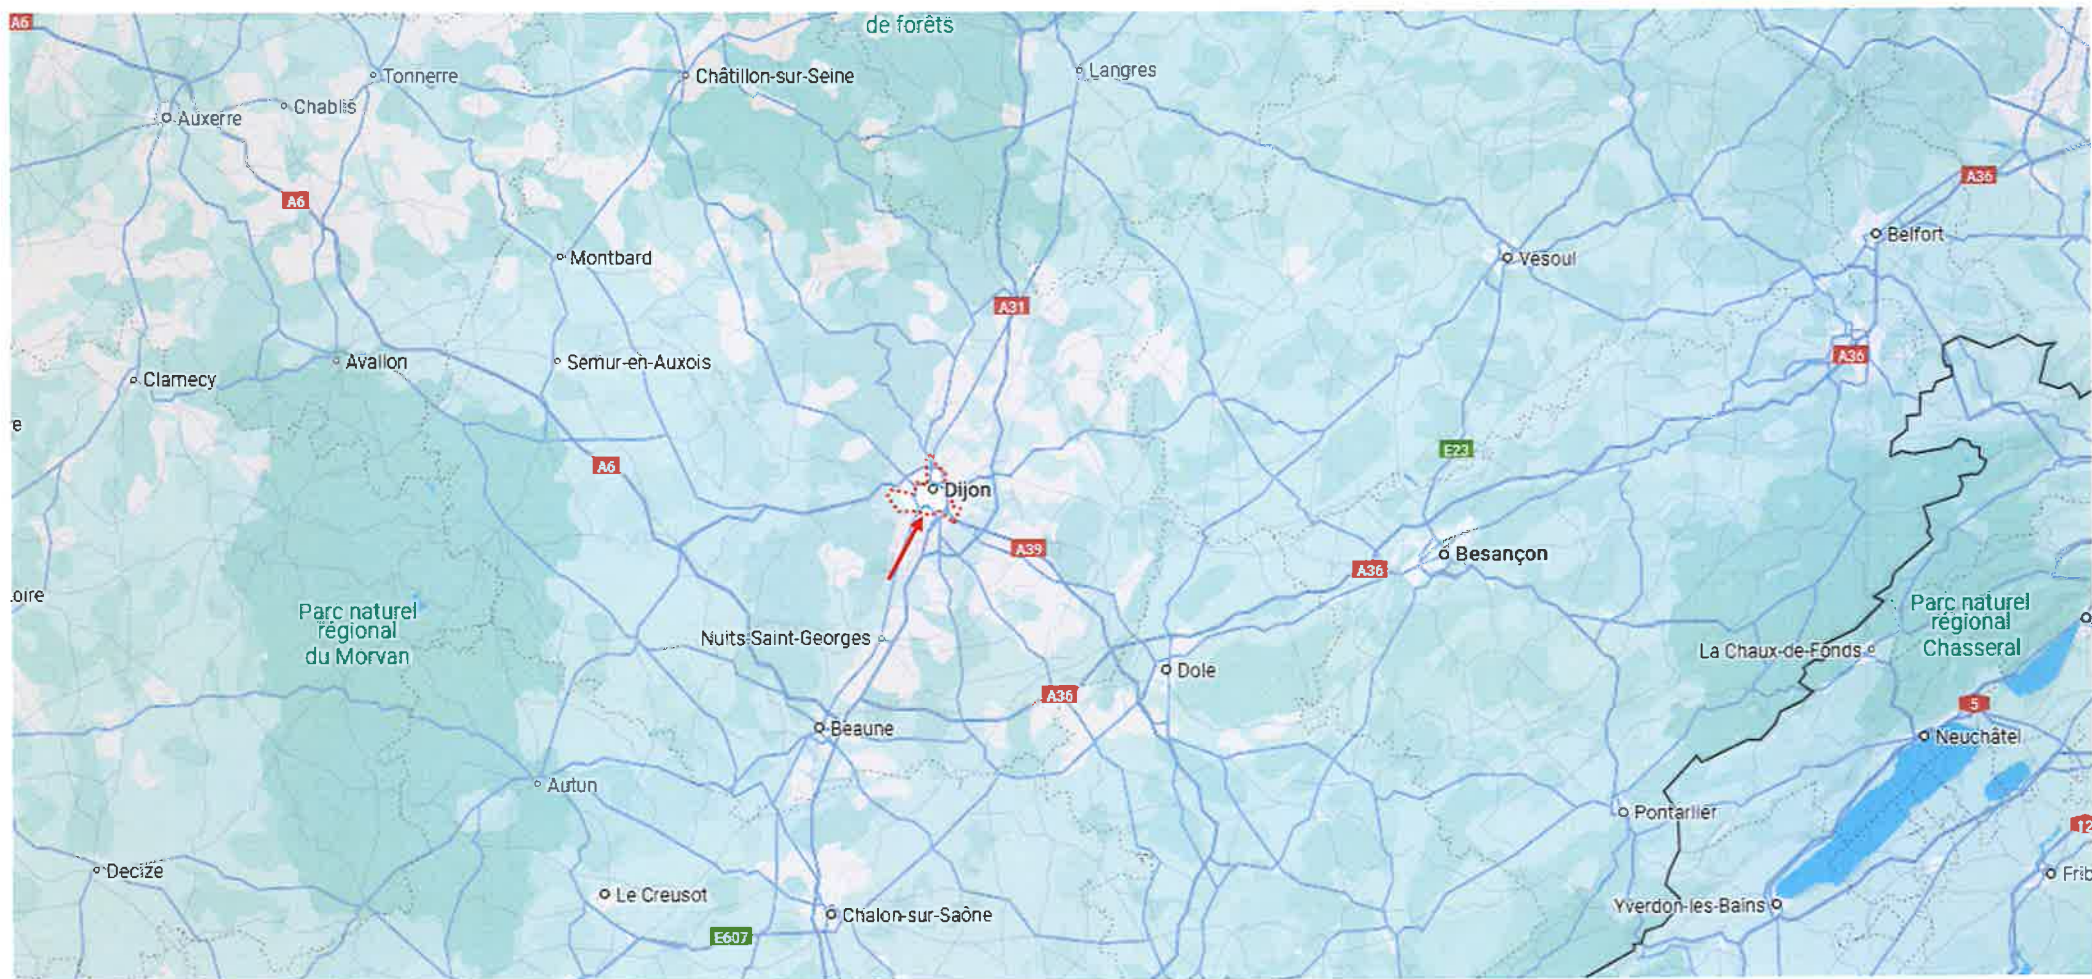 A6
de forêts
Tonnerre
Châtillon-sur-Seine
Langres
Chablis
Auxerre
A36
A6
Belfort
Montbard
Vesoul
A31
A36
Avallon
Semur-en-Auxois
Clamecy
E23
A6
Dijon
A39
Besançon
A36
oire
Parc naturel
régional
du Morvan
Parc naturel
régional
Chasseral
Nuits-Saint-Georges
La Chaux-de-Fonds
Dole
A36
5
Beaune
Neuchâtel
Autun
Pontarlier
12
Decize
Frib
Le Creusot
Yverdon-les-Bains
Chalon-sur-Saône
E607